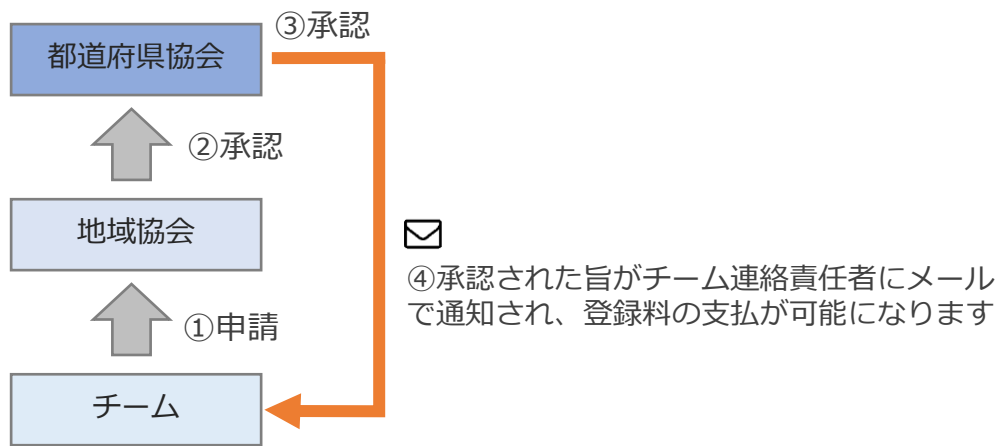 ③承認
都道府県協会
②承認
地域協会
④承認された旨がチーム連絡責任者にメール
で通知され、登録料の支払が可能になります
①申請
チーム